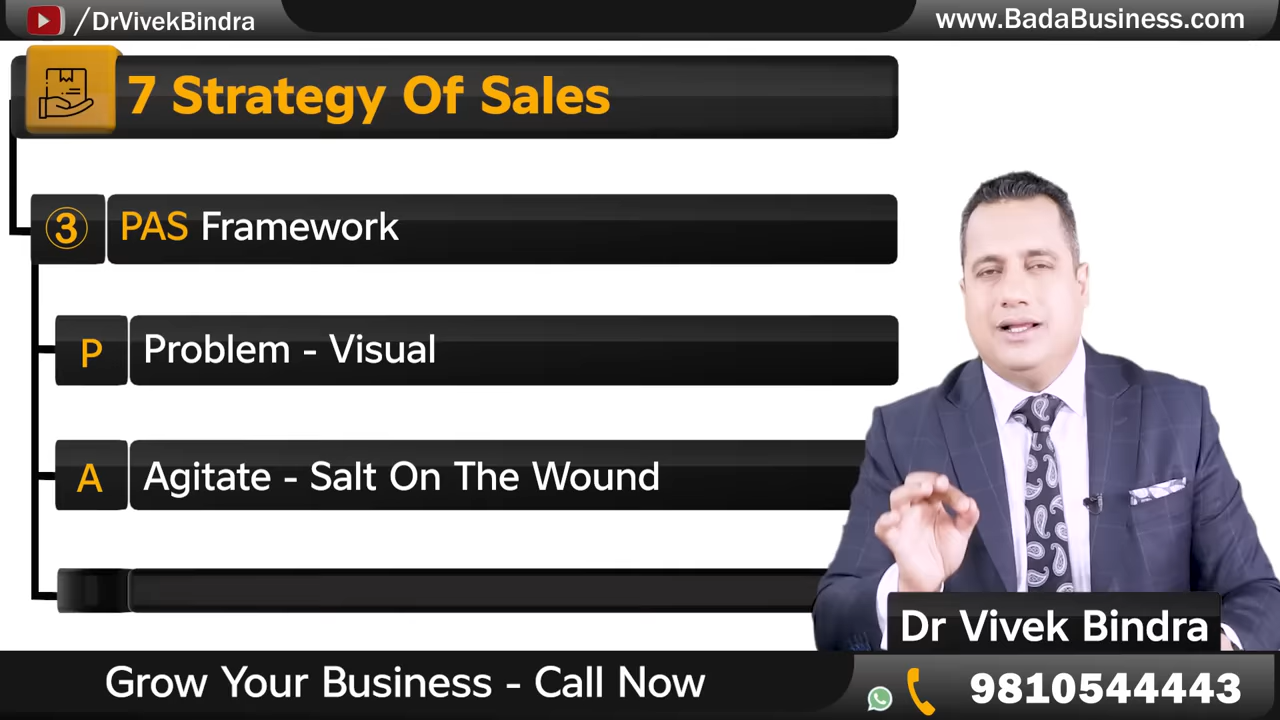 /DrVivekBindra
www.BadaBusiness.com
7 Strategy Of Sales
3 PAS Framework
P Problem - Visual
A Agitate - Salt On The Wound
Dr Vivek Bindra
Grow Your Business - Call Now
9810544443